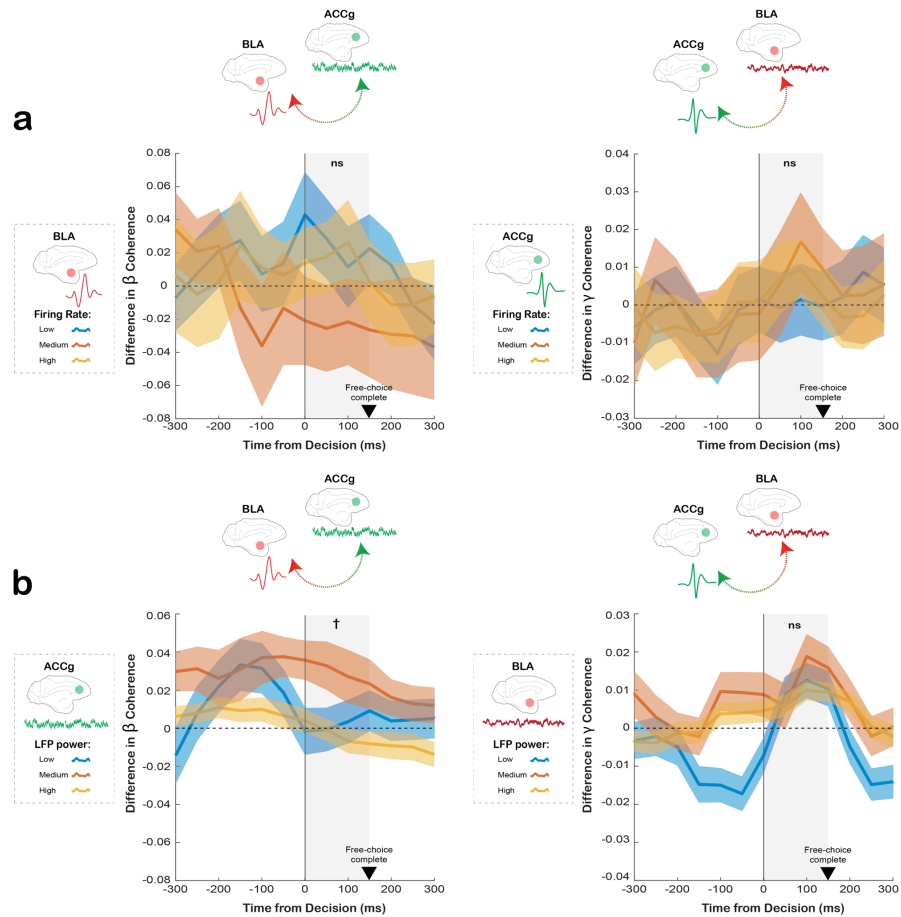 ACCg
BLA
BLA
ACCg
a
ns
0.08
0.06
0.04
0.02
0
-0.02
-0.04
-0.06
-0.08
Difference in β Coherence
-300
-200
-100
0
100
200
300
Time from Decision (ms)
Free-choice
complete
BLA
Firing Rate:
Low
Medium
High
ns
0.04
0.03
0.02
0.01
0
-0.01
-0.02
-0.03
Difference in γ Coherence
-300
-200
-100
0
100
200
300
Time from Decision (ms)
Free-choice
complete
ACCg
Firing Rate:
Low
Medium
High
ACCg
BLA
BLA
ACCg
b
†
0.06
0.04
0.02
0
-0.02
-0.04
-0.06
-0.08
Difference in β Coherence
-300
-200
-100
0
100
200
300
Time from Decision (ms)
Free-choice
complete
ACCg
LFP power:
Low
Medium
High
ns
0.03
0.02
0.01
0
-0.01
-0.02
-0.03
-0.04
Difference in γ Coherence
-300
-200
-100
0
100
200
300
Time from Decision (ms)
Free-choice
complete
BLA
LFP power:
Low
Medium
High